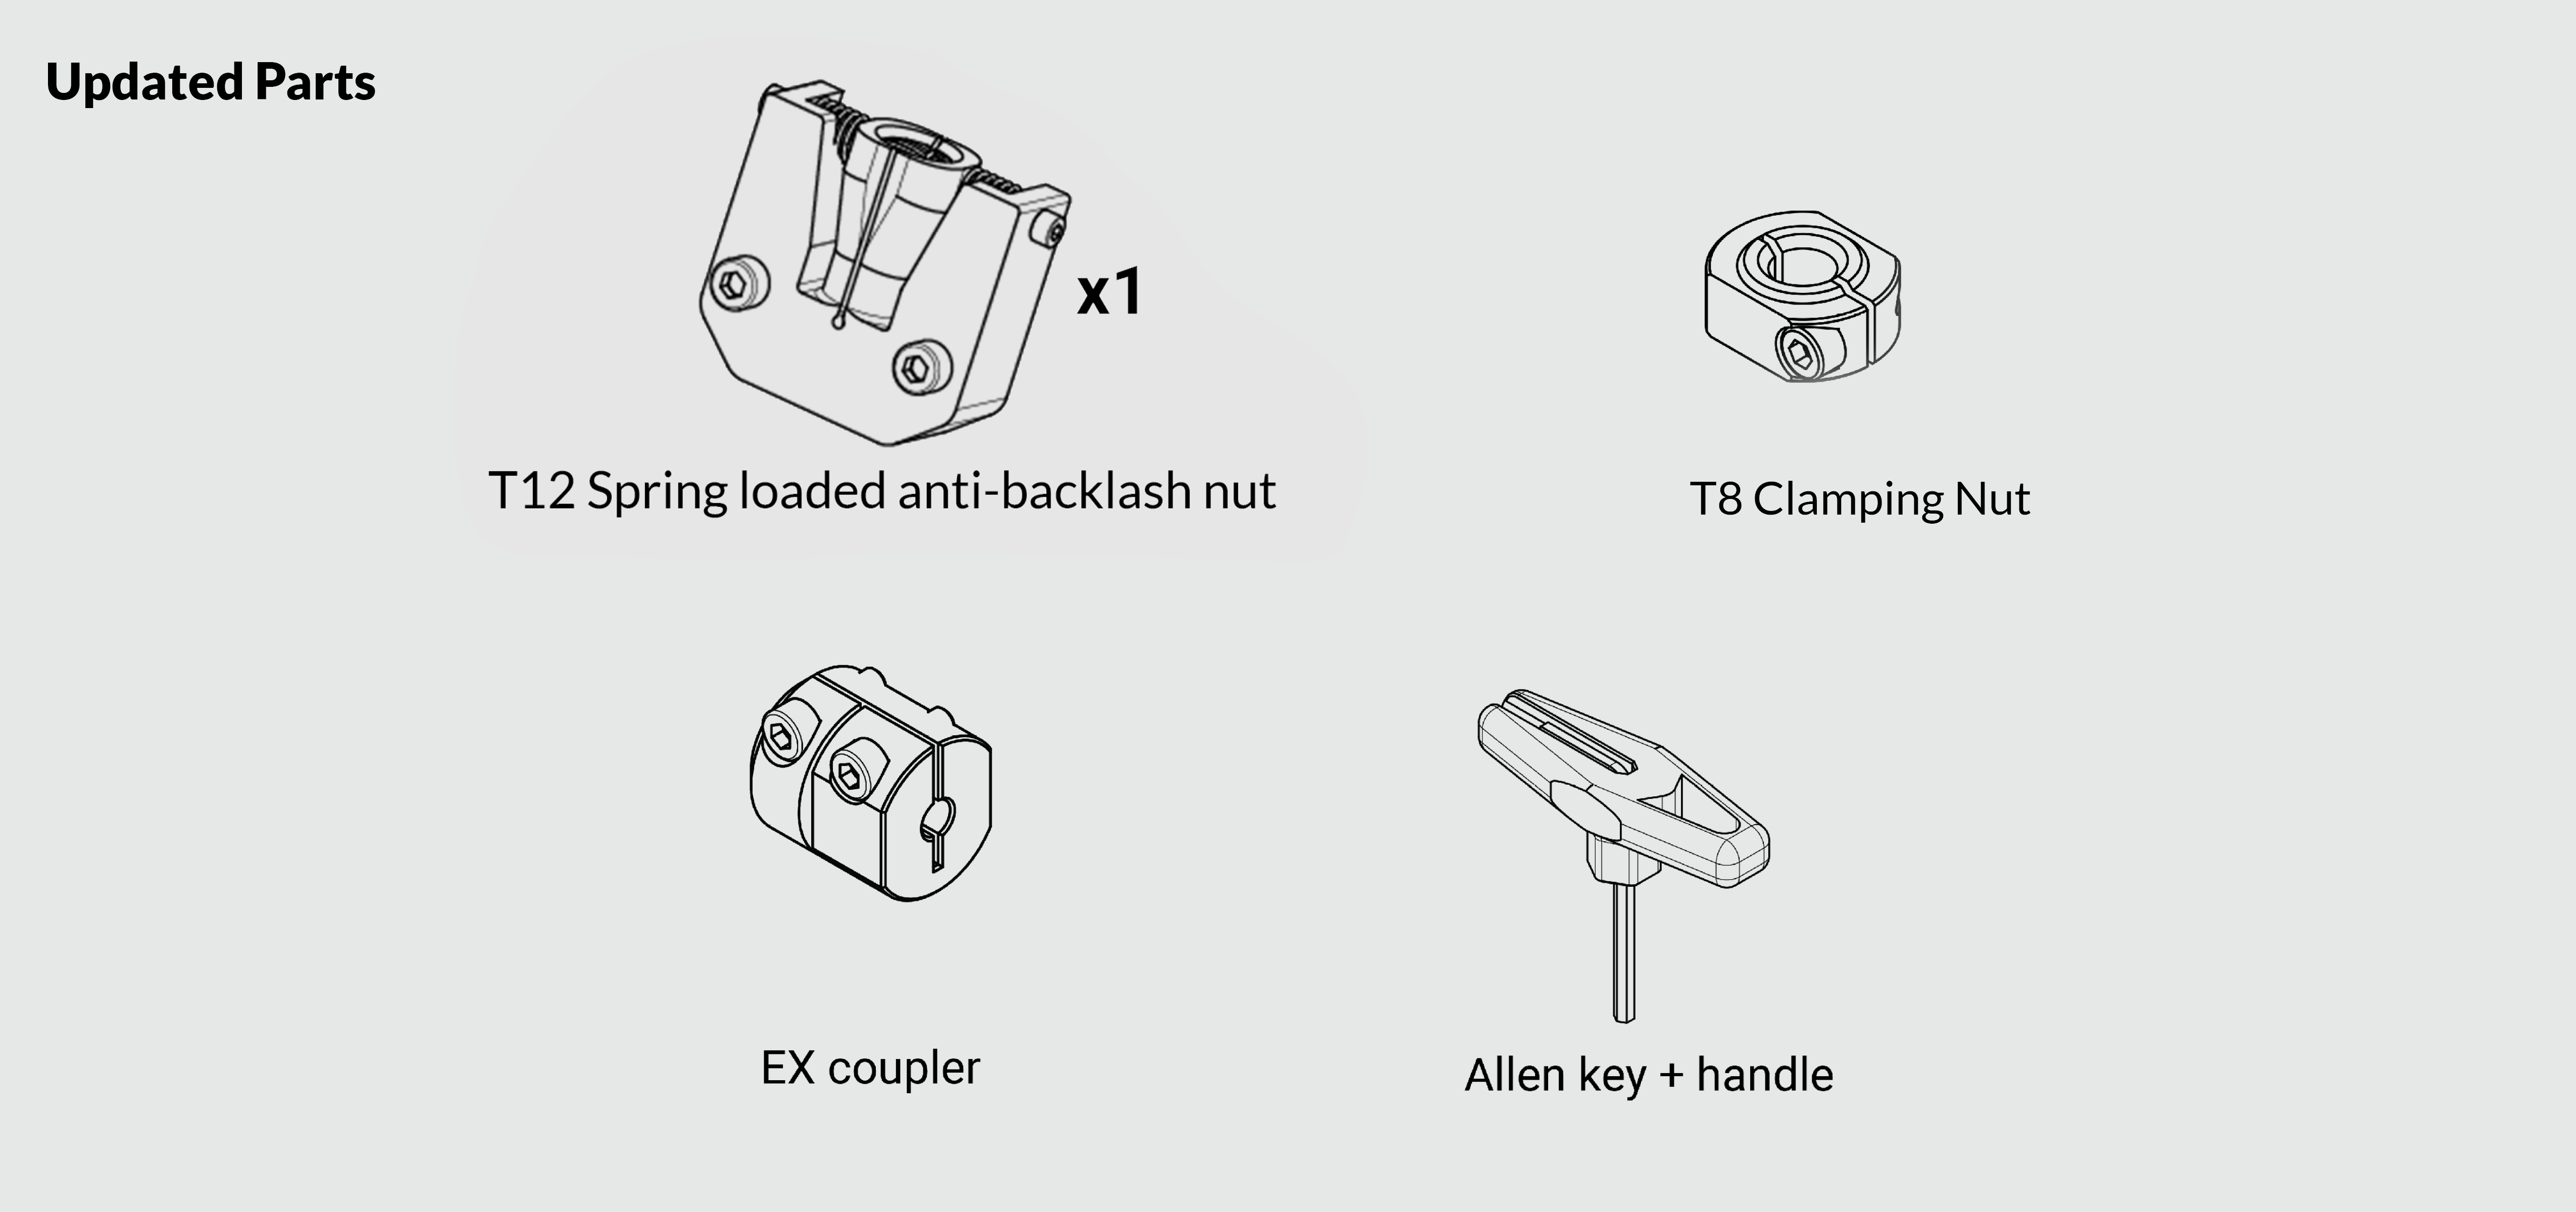 Updated Parts
x1
T12 Spring loaded anti-backlash nut
T8 Clamping Nut
EX coupler
Allen key + handle